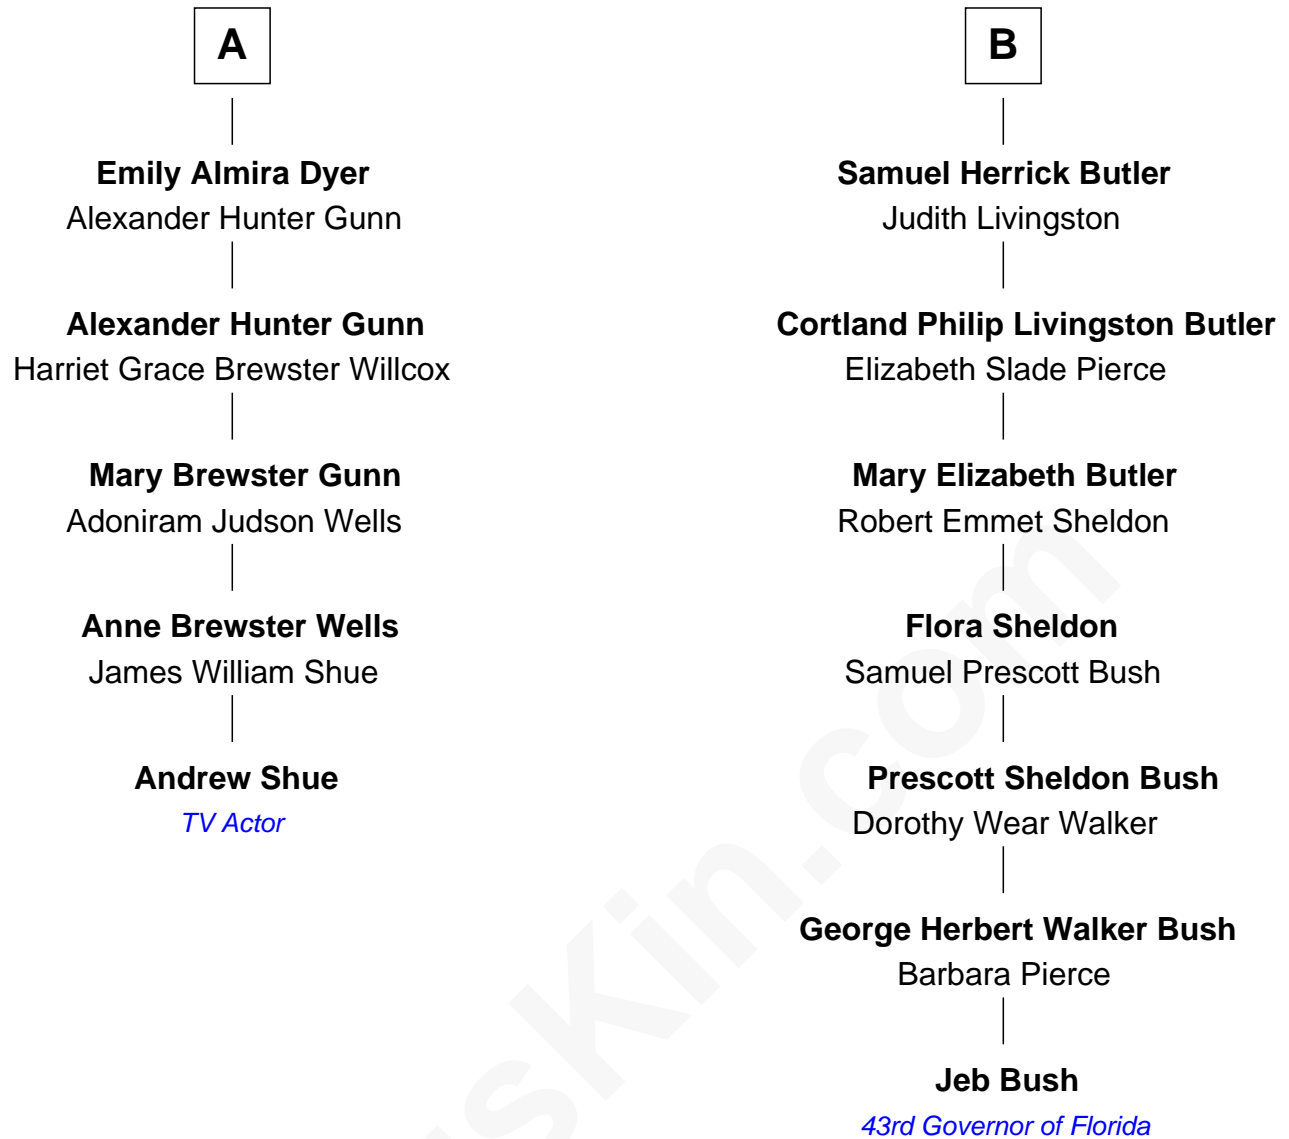 A
Emily Almira Dyer
Alexander Hunter Gunn
Alexander Hunter Gunn
Harriet Grace Brewster Willcox
Mary Brewster Gunn
Adoniram Judson Wells
Anne Brewster Wells
James William Shue
Andrew Shue
TV Actor
B
Samuel Herrick Butler
Judith Livingston
Cortland Philip Livingston Butler
Elizabeth Slade Pierce
Mary Elizabeth Butler
Robert Emmet Sheldon
Flora Sheldon
Samuel Prescott Bush
Prescott Sheldon Bush
Dorothy Wear Walker
George Herbert Walker Bush
Barbara Pierce
Jeb Bush
43rd Governor of Florida
sKin.com